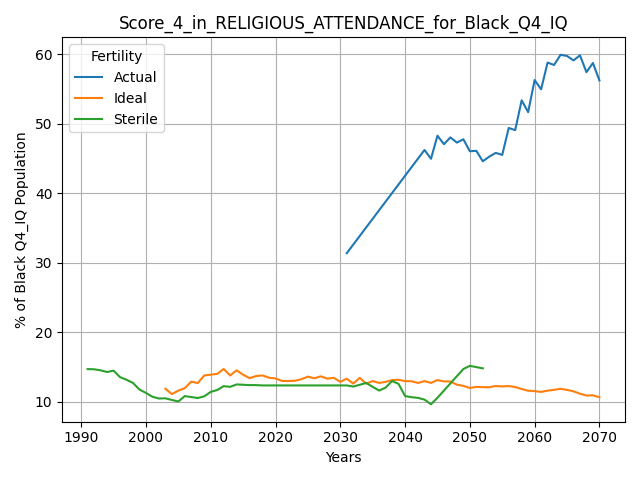 Score_4_in_RELIGIOUS_ATTENDANCE_for_Black_Q4_IQ
Fertility
Actual
Ideal
Sterile
% of Black Q4_IQ Population
60
50
40
30
20
10
1990 2000 2010 2020 2030 2040 2050 2060 2070
Years